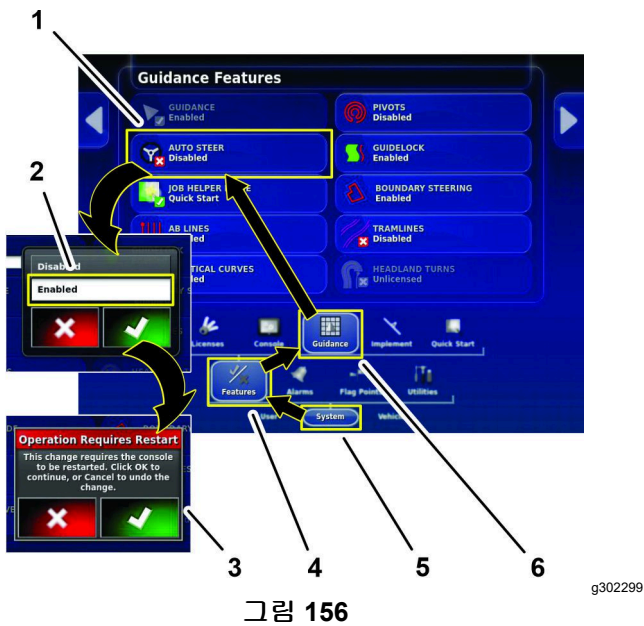 1
Guidance Features
GUIDANCE
Enabled
PIVOTS
Disabled
AUTO STEER
Disabled
GUIDELOCK
Enabled
2
JOB HELPER
Quick Start
BOUNDARY STEERING
Enabled
AB LINES
TRAMLINES
Disabled
Disabled
Enabled
CURVES
HEADLAND TURNS
Unlicensed
Licenses
Console
Guidance
Implement
Quick Start
Features
Alarms
Flag Points
Utilities
User
System
Vehicle
Operation Requires Restart
This change requires the console
to be restarted. Click OK to
continue, or Cancel to undo the
change.
3
4
5
6
g302299
그림 156